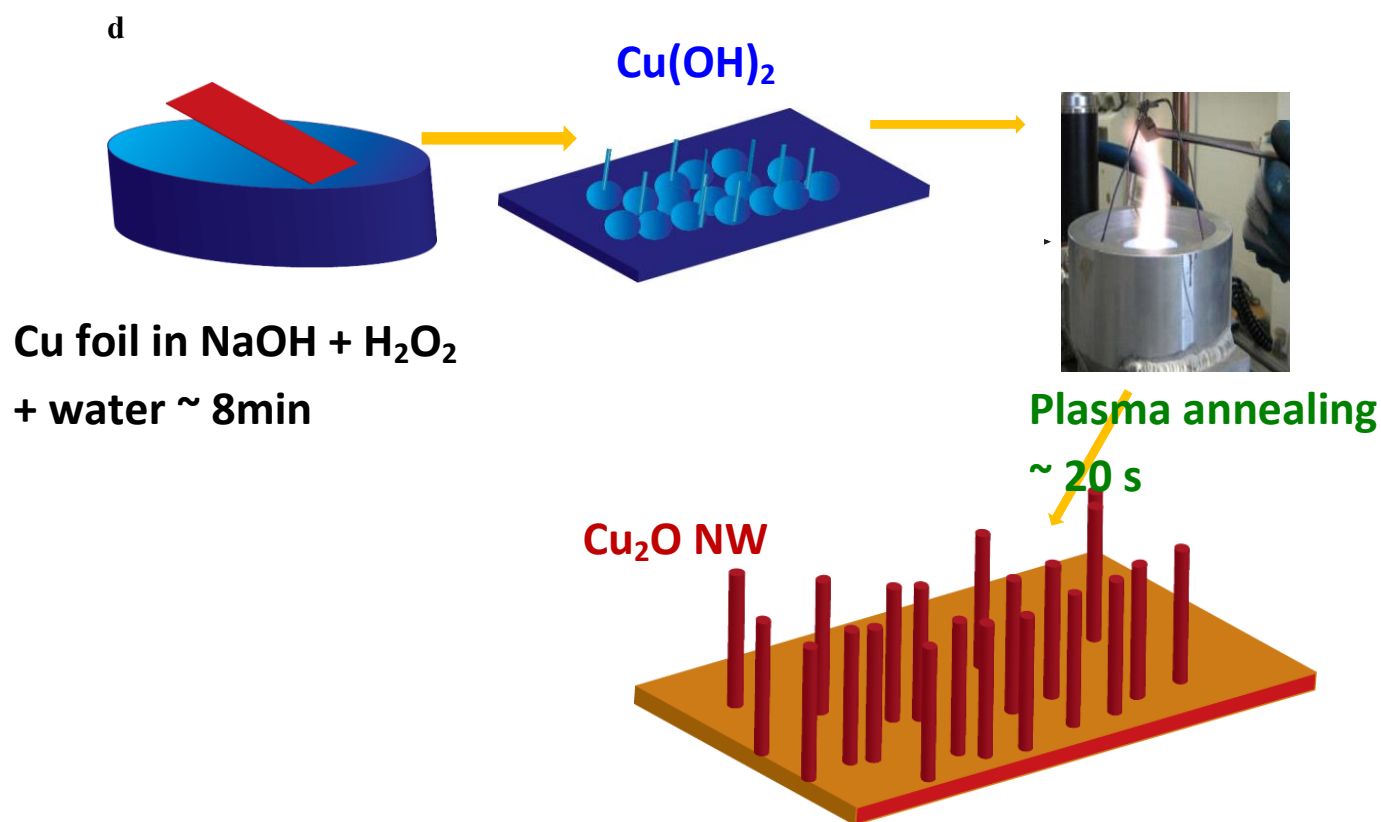 d
Cu(OH)₂
Cu foil in NaOH + H₂O₂
+ water ~ 8min
Plasma annealing
~ 20 s
Cu₂O NW